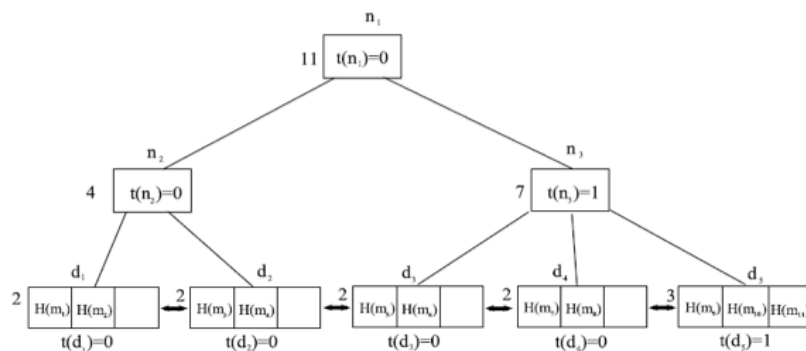 n₁
11 t(n₁)=0
n₂ n₃
4 t(n₂)=0 7 t(n₃)=1
d₁ d₂ d₃ d₄ d₅
2 H(m₁) H(m₂) 2 H(m₃) H(m₄) 2 H(m₅) H(m₆) 2 H(m₇) H(m₈) 3 H(m₉) H(m₁₀) H(m₁₁)
t(d₁)=0 t(d₂)=0 t(d₃)=0 t(d₄)=0 t(d₅)=1